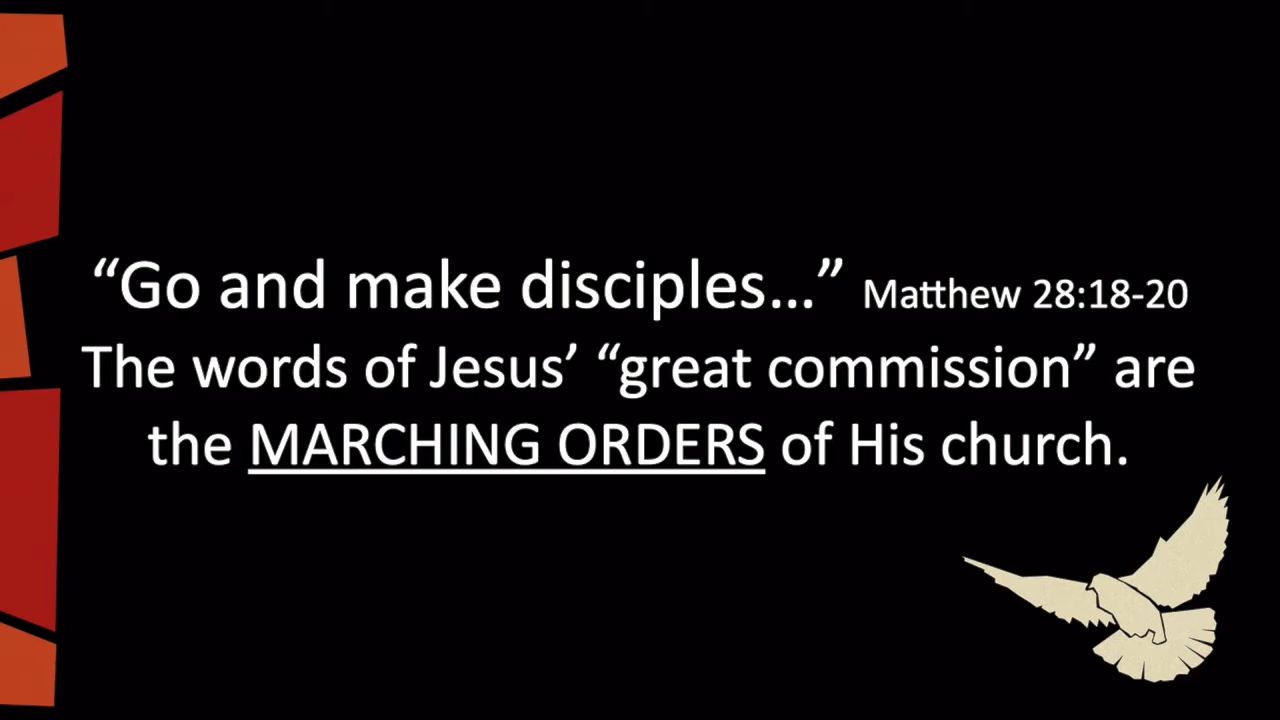 “Go and make disciples...” Matthew 28:18-20
The words of Jesus’ “great commission” are
the MARCHING ORDERS of His church.